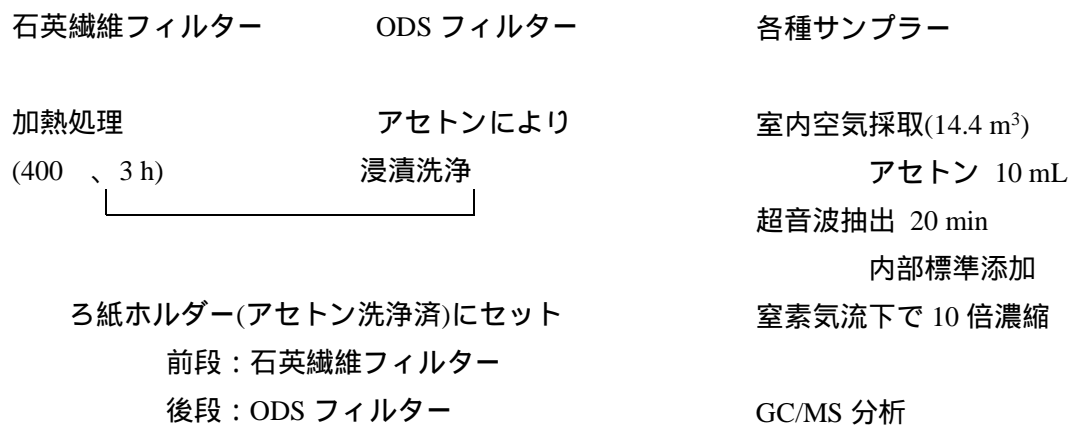 石英繊維フィルター ODS フィルター
加熱処理 アセトンにより
(400 、3 h) 浸漬洗浄
ろ紙ホルダー(アセトン洗浄済)にセット
前段：石英繊維フィルター
後段：ODS フィルター
各種サンプラー
室内空気採取(14.4 m³)
アセトン 10 mL
超音波抽出 20 min
内部標準添加
窒素気流下で 10 倍濃縮
GC/MS 分析